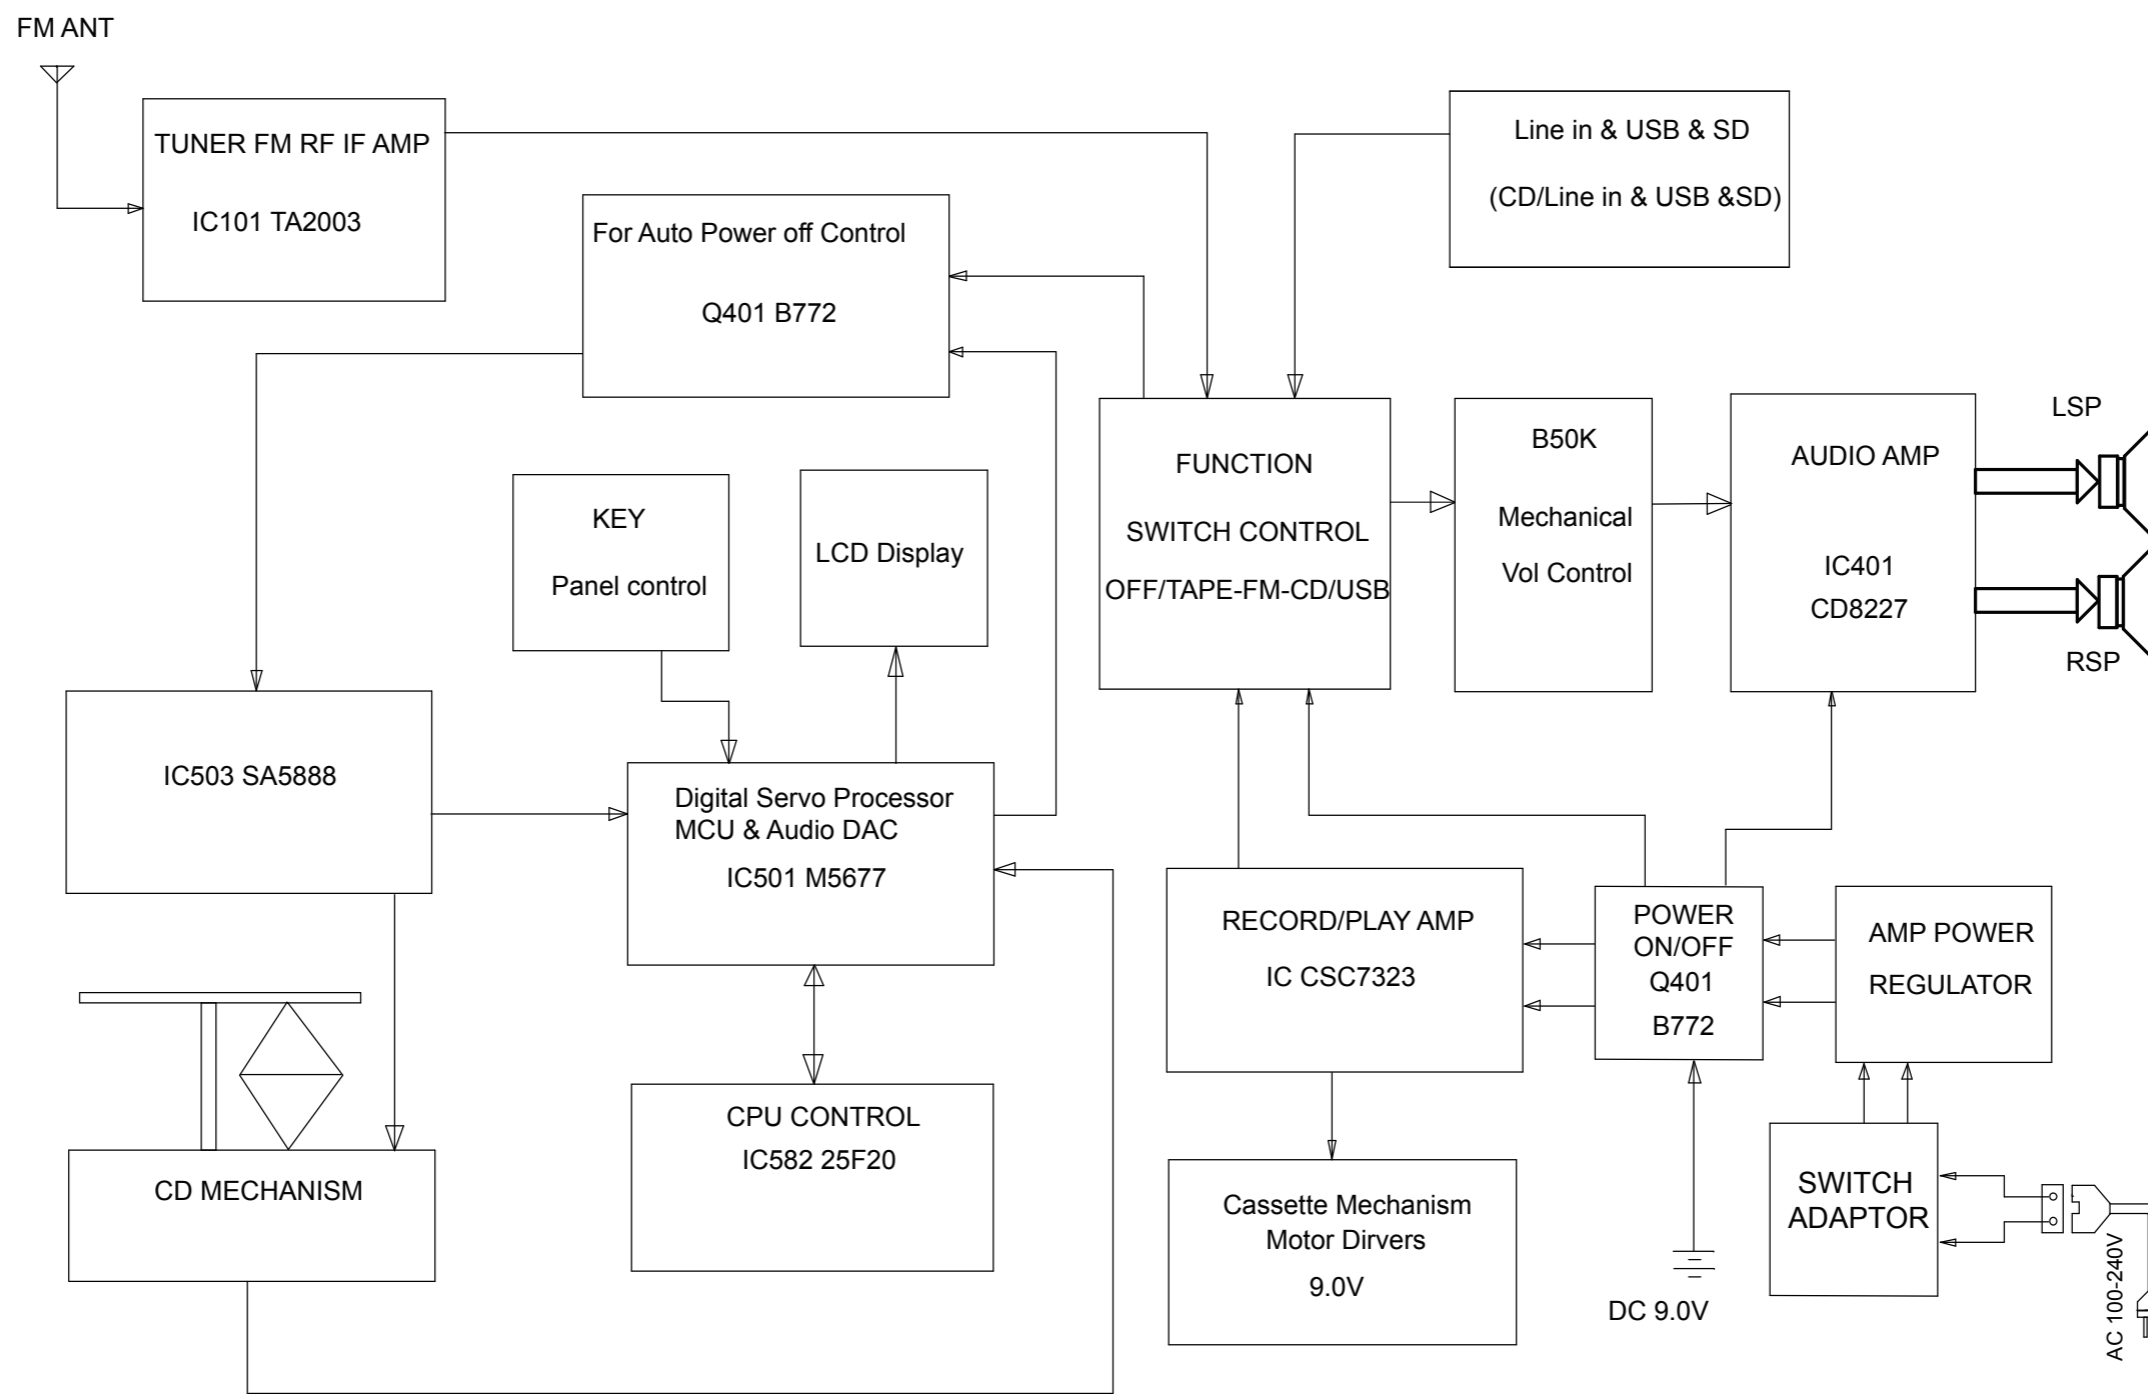 FM ANT
TUNER FM RF IF AMP
IC101 TA2003
Line in & USB & SD
(CD/Line in & USB &SD)
For Auto Power off Control
Q401 B772
KEY
Panel control
LCD Display
FUNCTION
SWITCH CONTROL
OFF/TAPE-FM-CD/USB
B50K
Mechanical
Vol Control
AUDIO AMP
IC401
CD8227
LSP
RSP
IC503 SA5888
Digital Servo Processor
MCU & Audio DAC
IC501 M5677
RECORD/PLAY AMP
IC CSC7323
POWER
ON/OFF
Q401
B772
AMP POWER
REGULATOR
CD MECHANISM
CPU CONTROL
IC582 25F20
Cassette Mechanism
Motor Dirvers
9.0V
DC 9.0V
SWITCH
ADAPTOR
AC 100-240V